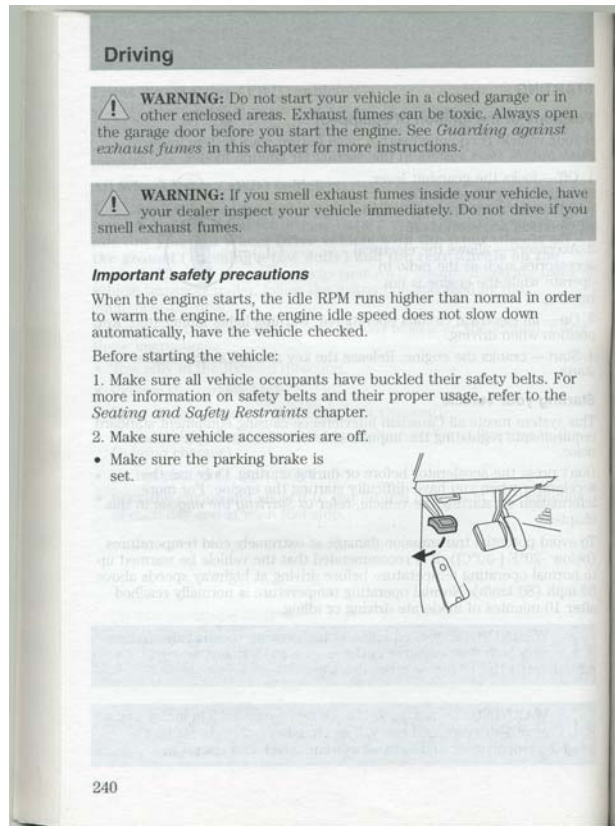 Driving
WARNING: Do not start your vehicle in a closed garage or in
other enclosed areas. Exhaust fumes can be toxic. Always open
the garage door before you start the engine. See Guarding against
exhaust fumes in this chapter for more instructions.
WARNING: If you smell exhaust fumes inside your vehicle, have
your dealer inspect your vehicle immediately. Do not drive if you
smell exhaust fumes.
Important safety precautions
When the engine starts, the idle RPM runs higher than normal in order
to warm the engine. If the engine idle speed does not slow down
automatically, have the vehicle checked.
Before starting the vehicle:
1. Make sure all vehicle occupants have buckled their safety belts. For
more information on safety belts and their proper usage, refer to the
Seating and Safety Restraints chapter.
2. Make sure vehicle accessories are off.
• Make sure the parking brake is
set.
240